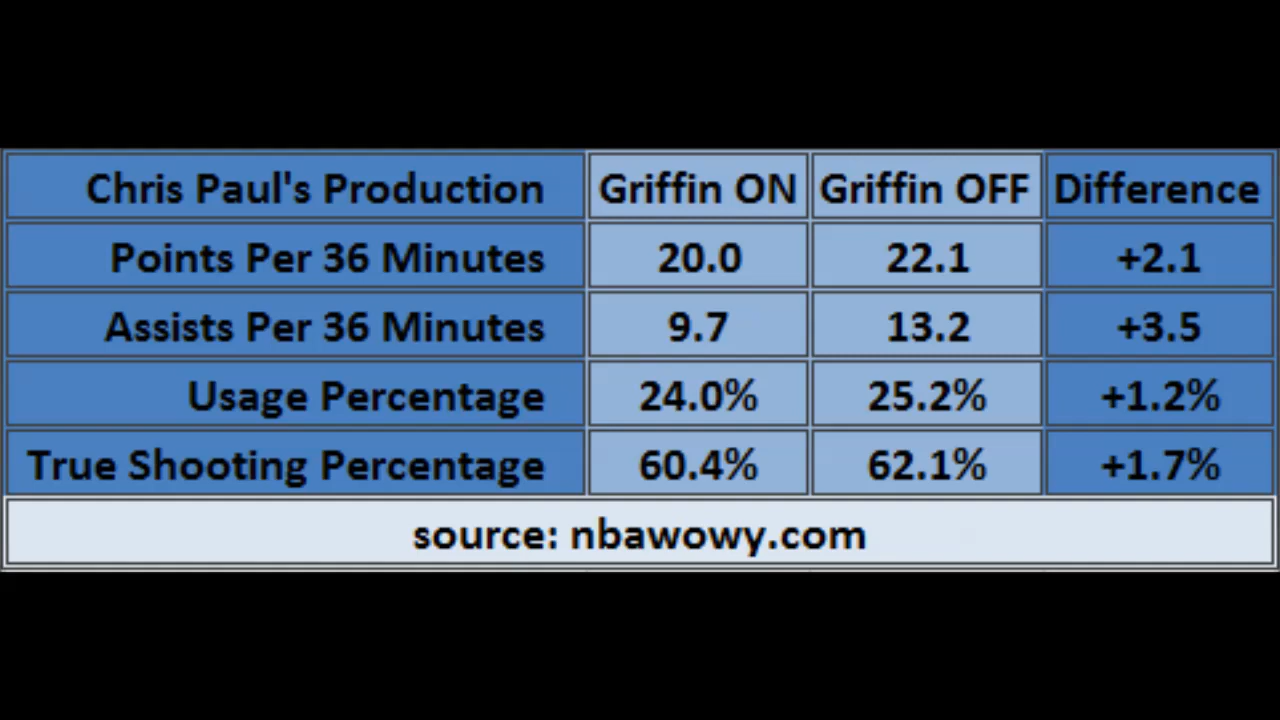 Chris Paul's Production Griffin ON Griffin OFF Difference
Points Per 36 Minutes 20.0 22.1 +2.1
Assists Per 36 Minutes 9.7 13.2 +3.5
Usage Percentage 24.0% 25.2% +1.2%
True Shooting Percentage 60.4% 62.1% +1.7%
source: nbawowy.com